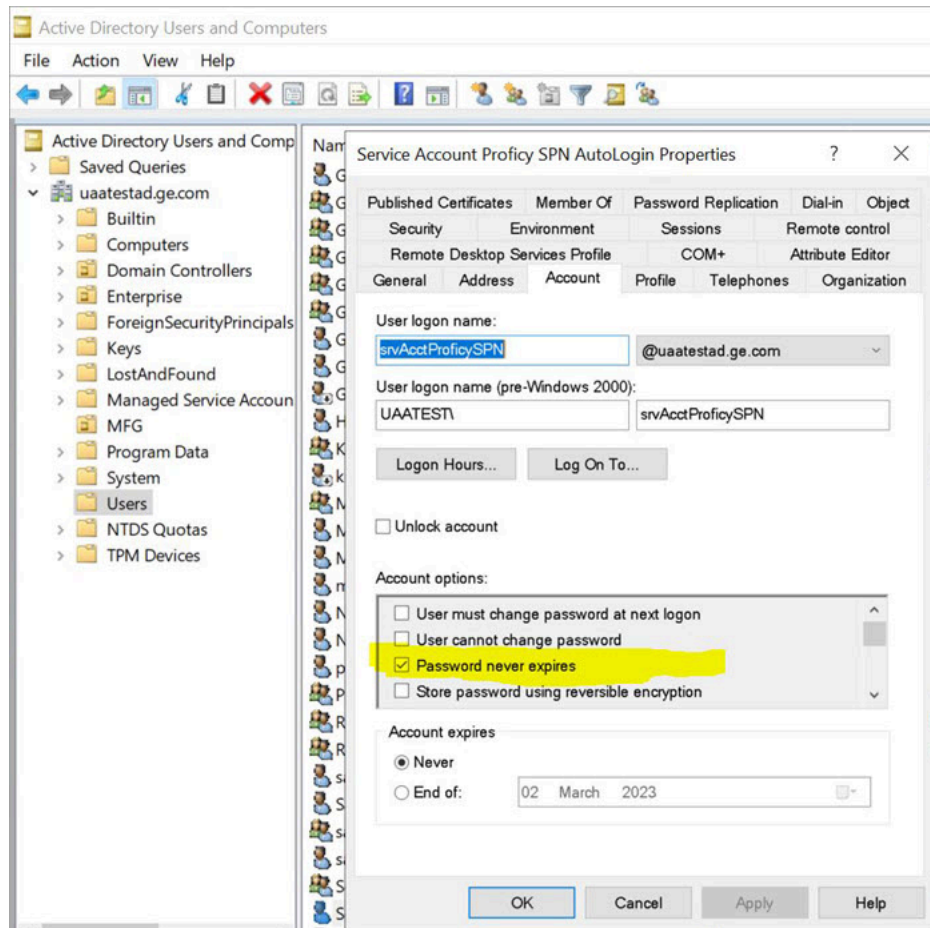 Active Directory Users and Computers
File Action View Help
Active Directory Users and Comp
Saved Queries
uaatestad.ge.com
Builtin
Computers
Domain Controllers
Enterprise
ForeignSecurityPrincipals
Keys
LostAndFound
Managed Service Accoun
MFG
Program Data
System
Users
NTDS Quotas
TPM Devices
Nam
G
G
G
G
G
G
G
G
G
H
K
k
M
M
M
m
N
N
p
P
R
R
sa
S
sa
sa
S
S
Service Account Proficy SPN AutoLogin Properties ? X
Published Certificates Member Of Password Replication Dial-in Object
Security Environment Sessions Remote control
Remote Desktop Services Profile COM+ Attribute Editor
General Address Account Profile Telephones Organization
User logon name:
srvAcctProficySPN @uaatestad.ge.com
User logon name (pre-Windows 2000):
UAATEST\ srvAcctProficySPN
Logon Hours... Log On To...
Unlock account
Account options:
User must change password at next logon
User cannot change password
Password never expires
Store password using reversible encryption
Account expires
Never
End of: 02 March 2023
OK Cancel Apply Help